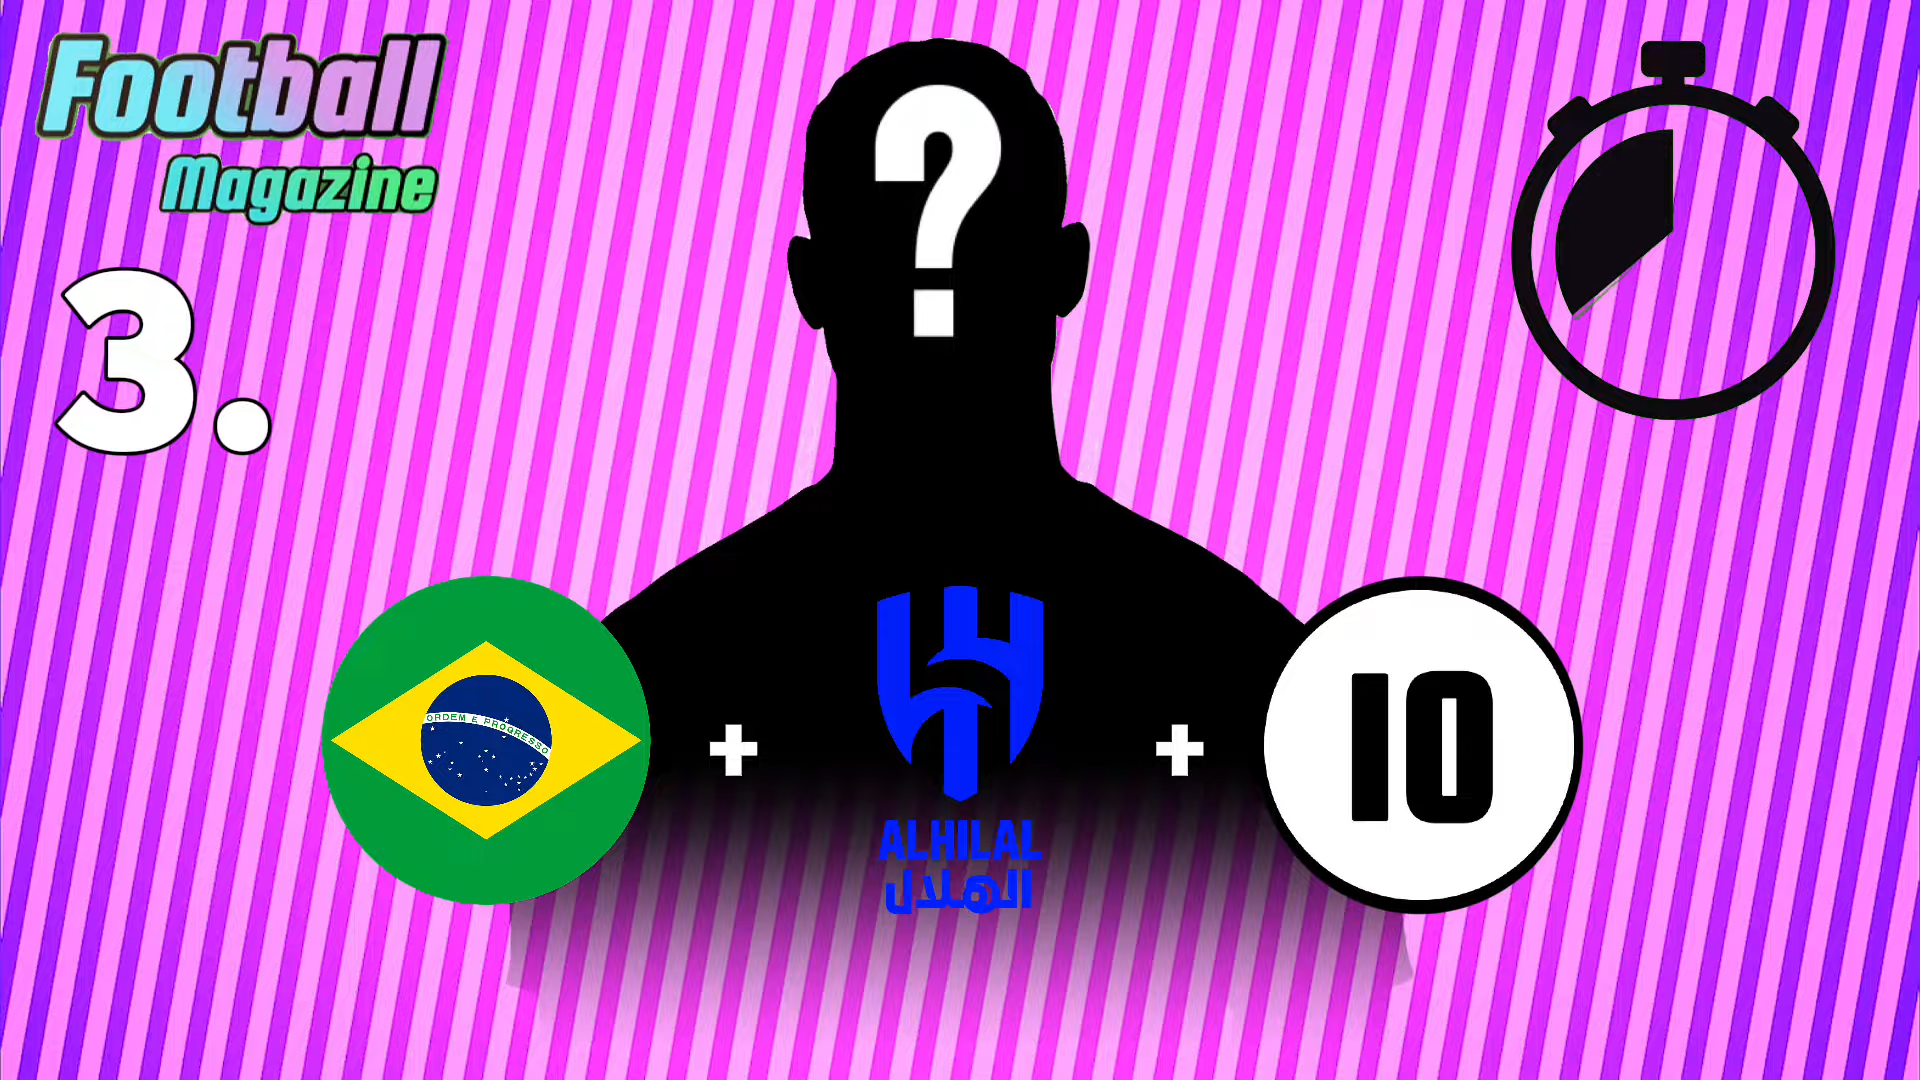 Football
Magazine
3.
?
ORDEM E PROGRESSO
+
+
10
ALHILAL
الهلال